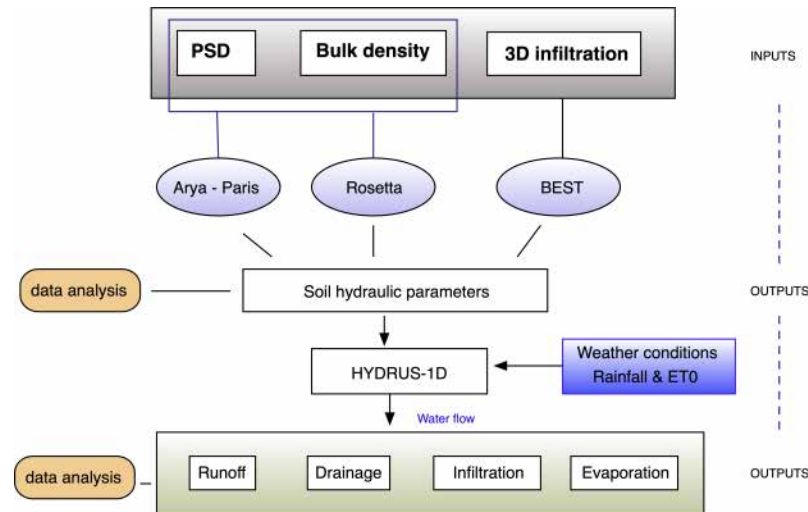 PSD
Bulk density
3D infiltration
INPUTS
Arya - Paris
Rosetta
BEST
data analysis
Soil hydraulic parameters
OUTPUTS
HYDRUS-1D
Weather conditions
Rainfall & ET0
Water flow
data analysis
Runoff
Drainage
Infiltration
Evaporation
OUTPUTS